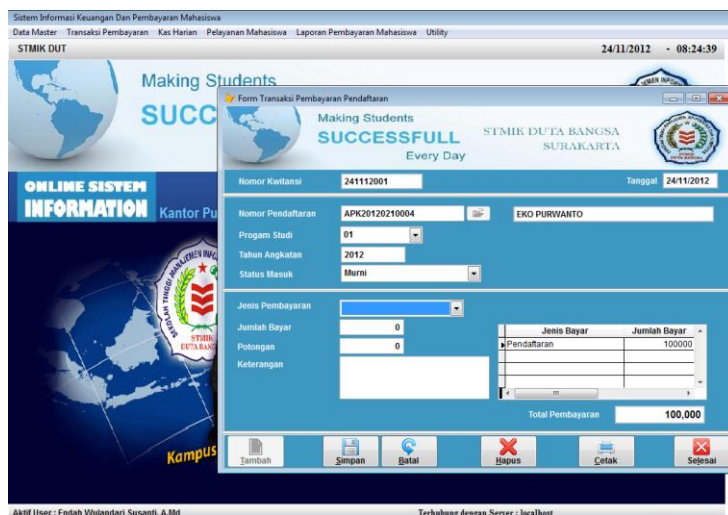 Sistem Informasi Keuangan Dan Pembayaran Mahasiswa
Data Master Transaksi Pembayaran Kas Harian Pelayanan Mahasiswa Laporan Pembayaran Mahasiswa Utility
STMIK DUT 24/11/2012 - 08:24:39
Making Students
SUCC
ONLINE SISTEM
INFORMATION Kantor Pu
Kampus
Form Transaksi Pembayaran Pendaftaran
Making Students
SUCCESSFULL
Every Day
STMIK DUTA BANGSA
SURAKARTA
Nomor Kwitansi 241112001 Tanggal 24/11/2012
Nomor Pendaftaran APK20120210004 EKO PURWANTO
Progam Studi 01
Tahun Angkatan 2012
Status Masuk Murni
Jenis Pembayaran
Jumlah Bayar 0
Potongan 0
Keterangan
Jenis Bayar Jumlah Bayar
Pendaftaran 100000
Total Pembayaran 100,000
Tambah Simpan Batal Hapus Cetak Selesai
Aktif User : Endah Wulandari Susanti, A.Md Terhubung dengan Server : localhost